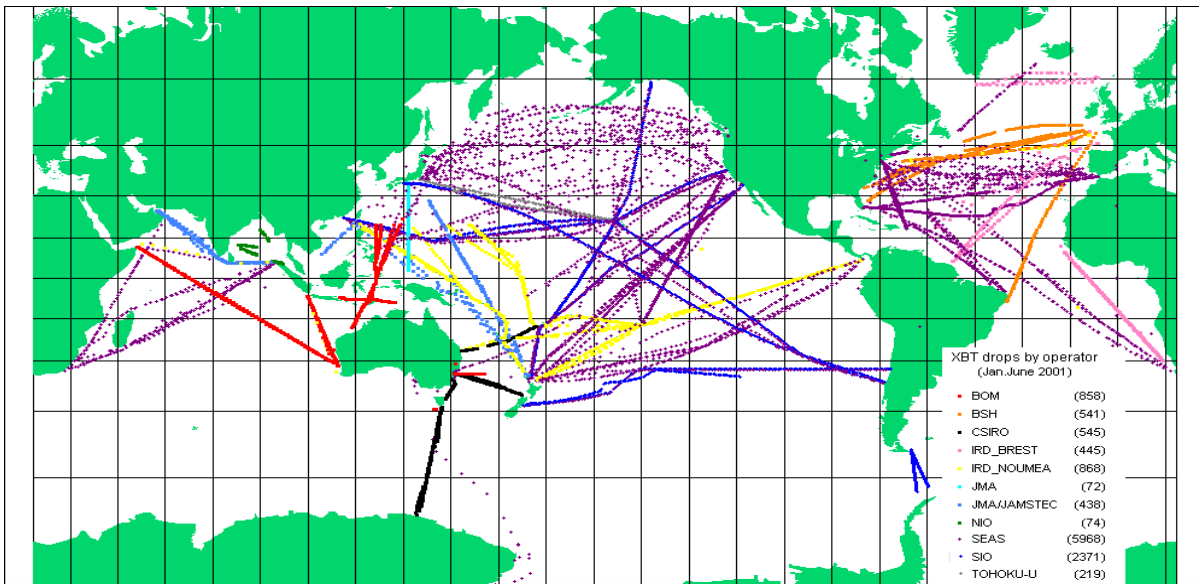 XBT drops by operator
(Jan.June 2001)
BOM (858)
BSH (541)
CSIRO (545)
IRD_BREST (445)
IRD_NOUMEA (868)
JMA (72)
JMA/JAMSTEC (438)
NIO (74)
SEAS (5968)
SIO (2371)
TOHOKU-U (219)